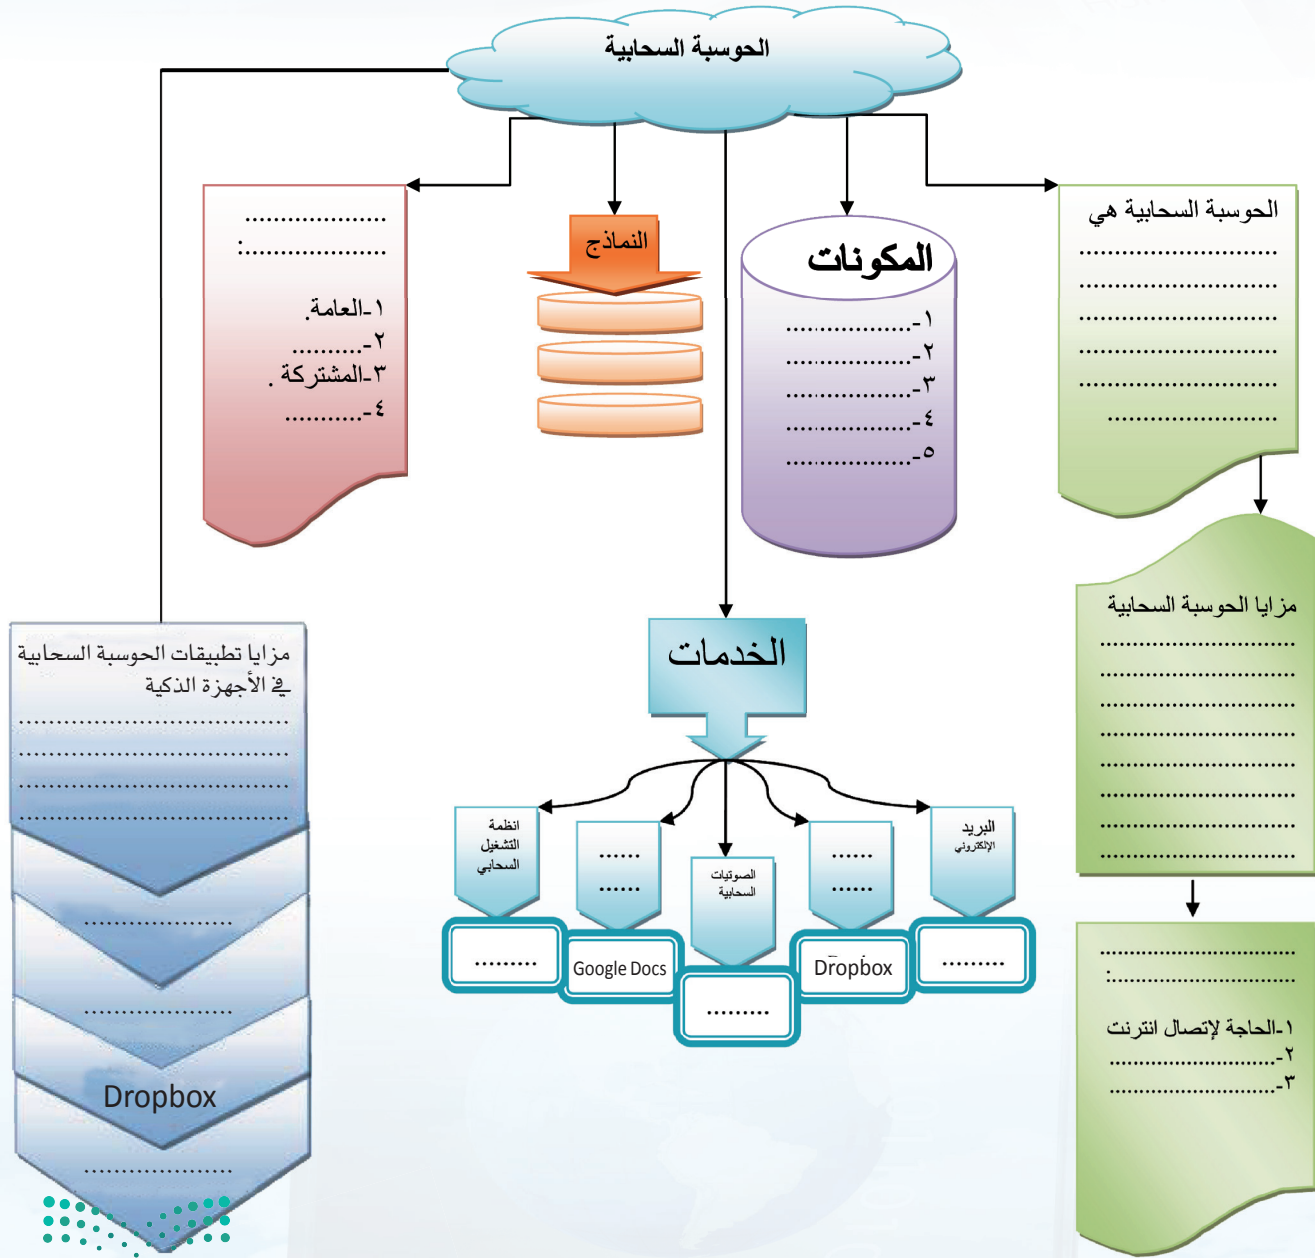 الحوسبة السحابية
الحوسبة السحابية هي
................................
................................
................................
................................
................................
...........................
المكونات
١-.....................
٢-.....................
٣-.....................
٤-.....................
٥-.....................
النماذج
....................
....................:
١-العامة.
٢-..........
٣-المشتركة .
٤-...........
مزايا الحوسبة السحابية
................................
................................
................................
................................
................................
................................
................................
................................
................................
..............................:
١-الحاجة لإتصال انترنت
٢-...........................
٣-...........................
الخدمات
البريد
الإلكتروني
.........
......
......
Dropbox
الصوتيات
السحابية
.........
......
......
Google Docs
انظمة
التشغيل
السحابي
.........
مزايا تطبيقات الحوسبة السحابية
في الأجهزة الذكية
....................................
....................................
....................................
....................................
....................
....................
Dropbox
....................